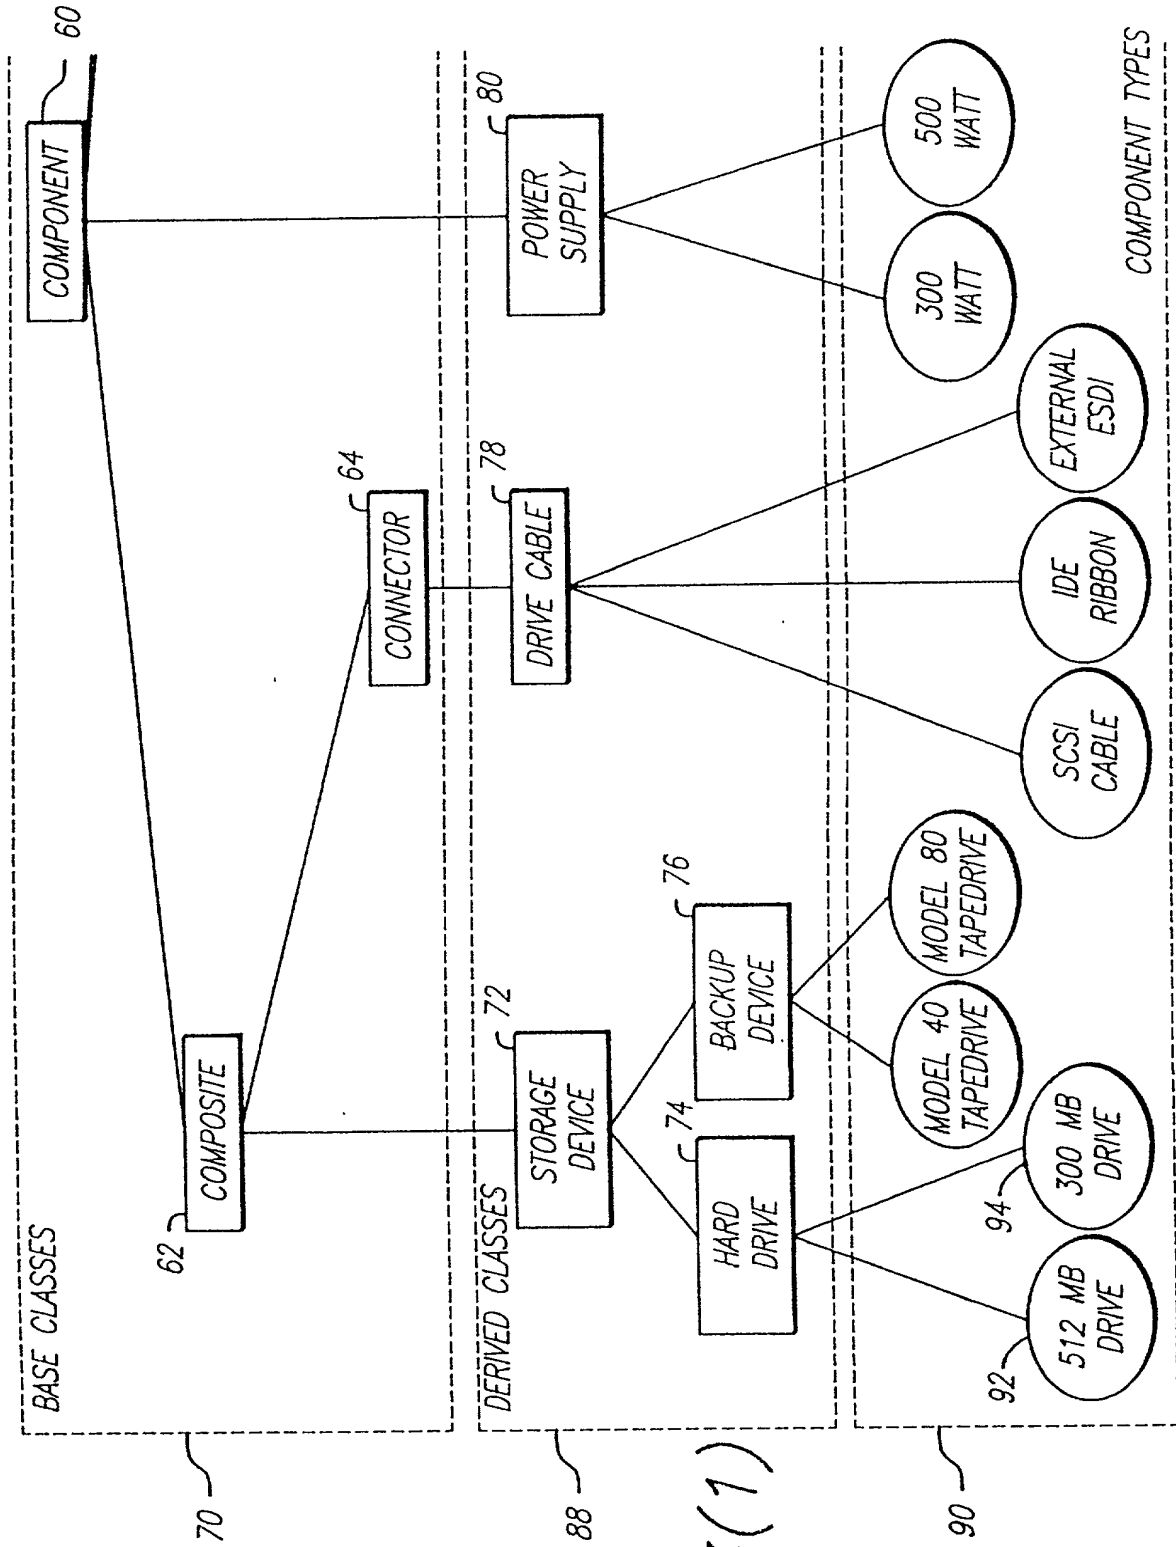 BASE CLASSES
COMPONENT
60
COMPOSITE
62
CONNECTOR
64
70
DERIVED CLASSES
STORAGE
DEVICE
72
DRIVE CABLE
78
POWER
SUPPLY
80
HARD
DRIVE
74
BACKUP
DEVICE
76
88
(1)
512 MB
DRIVE
92
300 MB
DRIVE
94
MODEL 40
TAPEDRIVE
MODEL 80
TAPEDRIVE
SCSI
CABLE
IDE
RIBBON
EXTERNAL
ESDI
300
WATT
500
WATT
COMPONENT TYPES
90